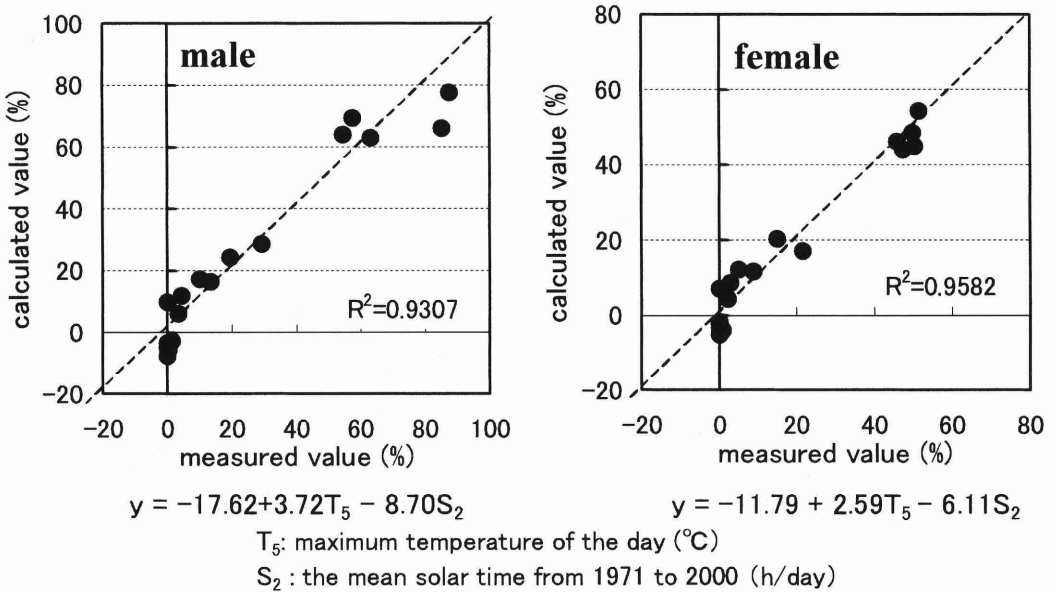 male
100
80
60
40
20
0
-20
calculated value (%)
R²=0.9307
-20 0 20 40 60 80 100
measured value (%)
y = -17.62+3.72T₅ - 8.70S₂
female
80
60
40
20
0
-20
calculated value (%)
R²=0.9582
-20 0 20 40 60 80
measured value (%)
y = -11.79 + 2.59T₅ - 6.11S₂
T₅: maximum temperature of the day (℃)
S₂ : the mean solar time from 1971 to 2000 (h/day)